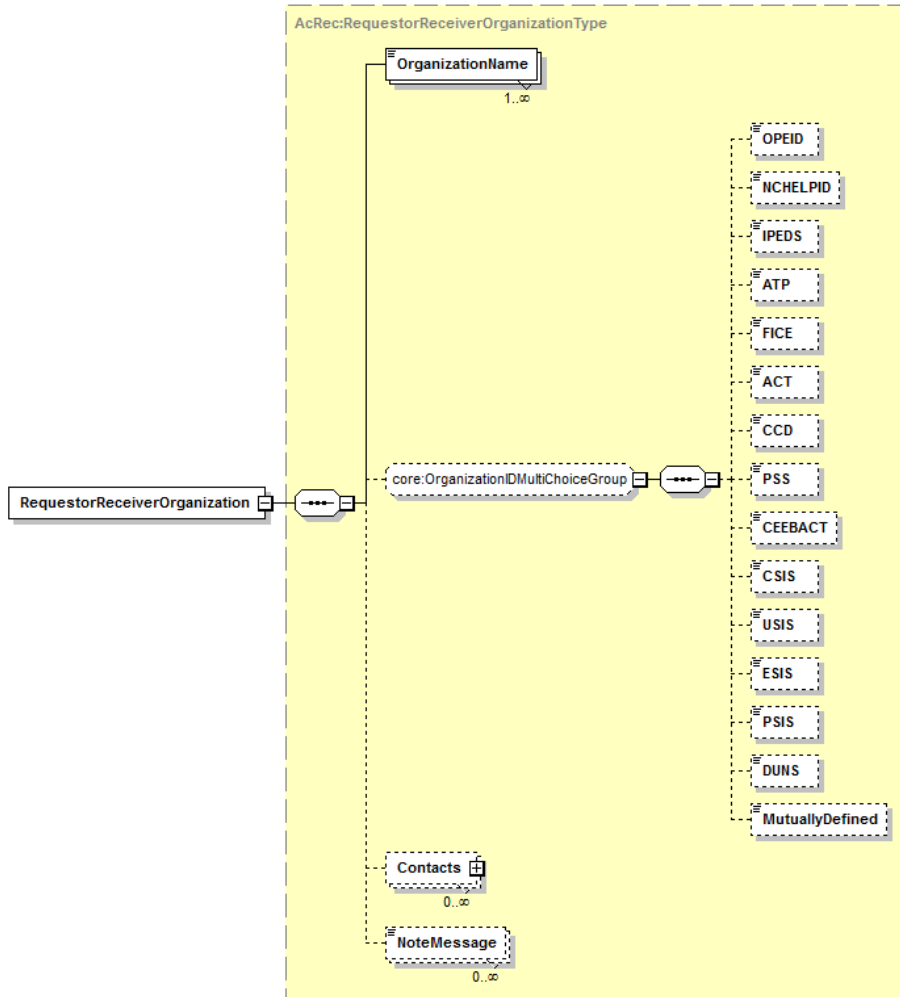 AcRec:RequestorReceiverOrganizationType
OrganizationName
1..∞
OPEID
NCHELPID
IPEDS
ATP
FICE
ACT
CCD
core:OrganizationIDMultiChoiceGroup
PSS
RequestorReceiverOrganization
CEEBACT
CSIS
USIS
ESIS
PSIS
DUNS
MutuallyDefined
Contacts
0..∞
NoteMessage
0..∞